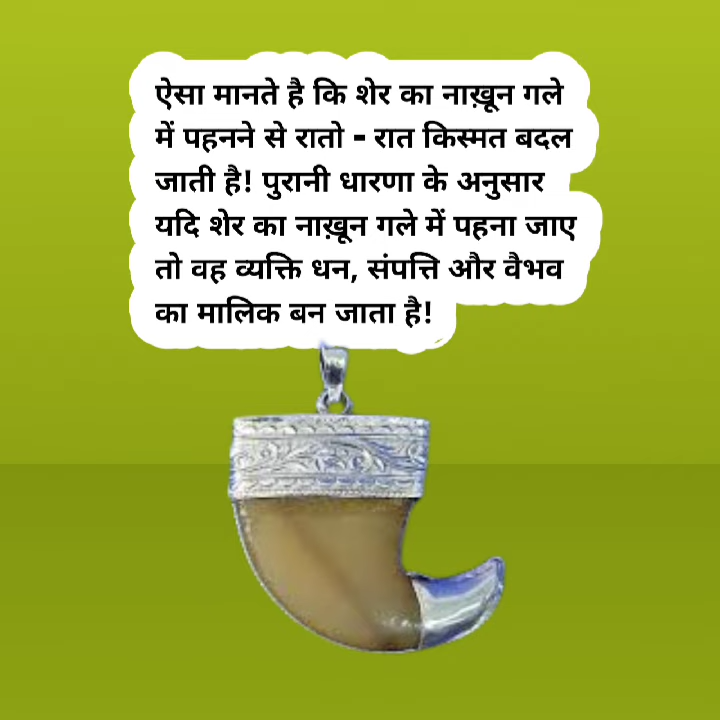 ऐसा मानते है कि शेर का नाख़ून गले
में पहनने से रातो - रात किस्मत बदल
जाती है! पुरानी धारणा के अनुसार
यदि शेर का नाख़ून गले में पहना जाए
तो वह व्यक्ति धन, संपत्ति और वैभव
का मालिक बन जाता है!